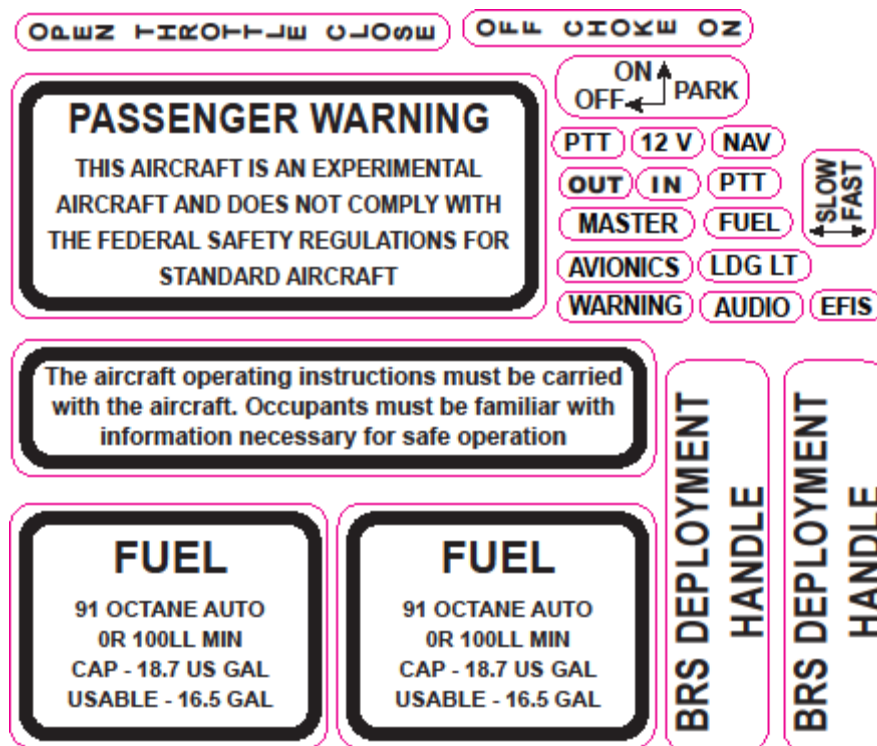 OPEN THROTTLE CLOSE
OFF CHOKE ON
PASSENGER WARNING
THIS AIRCRAFT IS AN EXPERIMENTAL
AIRCRAFT AND DOES NOT COMPLY WITH
THE FEDERAL SAFETY REGULATIONS FOR
STANDARD AIRCRAFT
ON
OFF
PARK
PTT
12 V
NAV
OUT
IN
PTT
MASTER
FUEL
SLOW
FAST
AVIONICS
LDG LT
WARNING
AUDIO
EFIS
The aircraft operating instructions must be carried
with the aircraft. Occupants must be familiar with
information necessary for safe operation
FUEL
91 OCTANE AUTO
0R 100LL MIN
CAP - 18.7 US GAL
USABLE - 16.5 GAL
FUEL
91 OCTANE AUTO
0R 100LL MIN
CAP - 18.7 US GAL
USABLE - 16.5 GAL
BRS DEPLOYMENT
HANDLE
BRS DEPLOYMENT
HANDLE